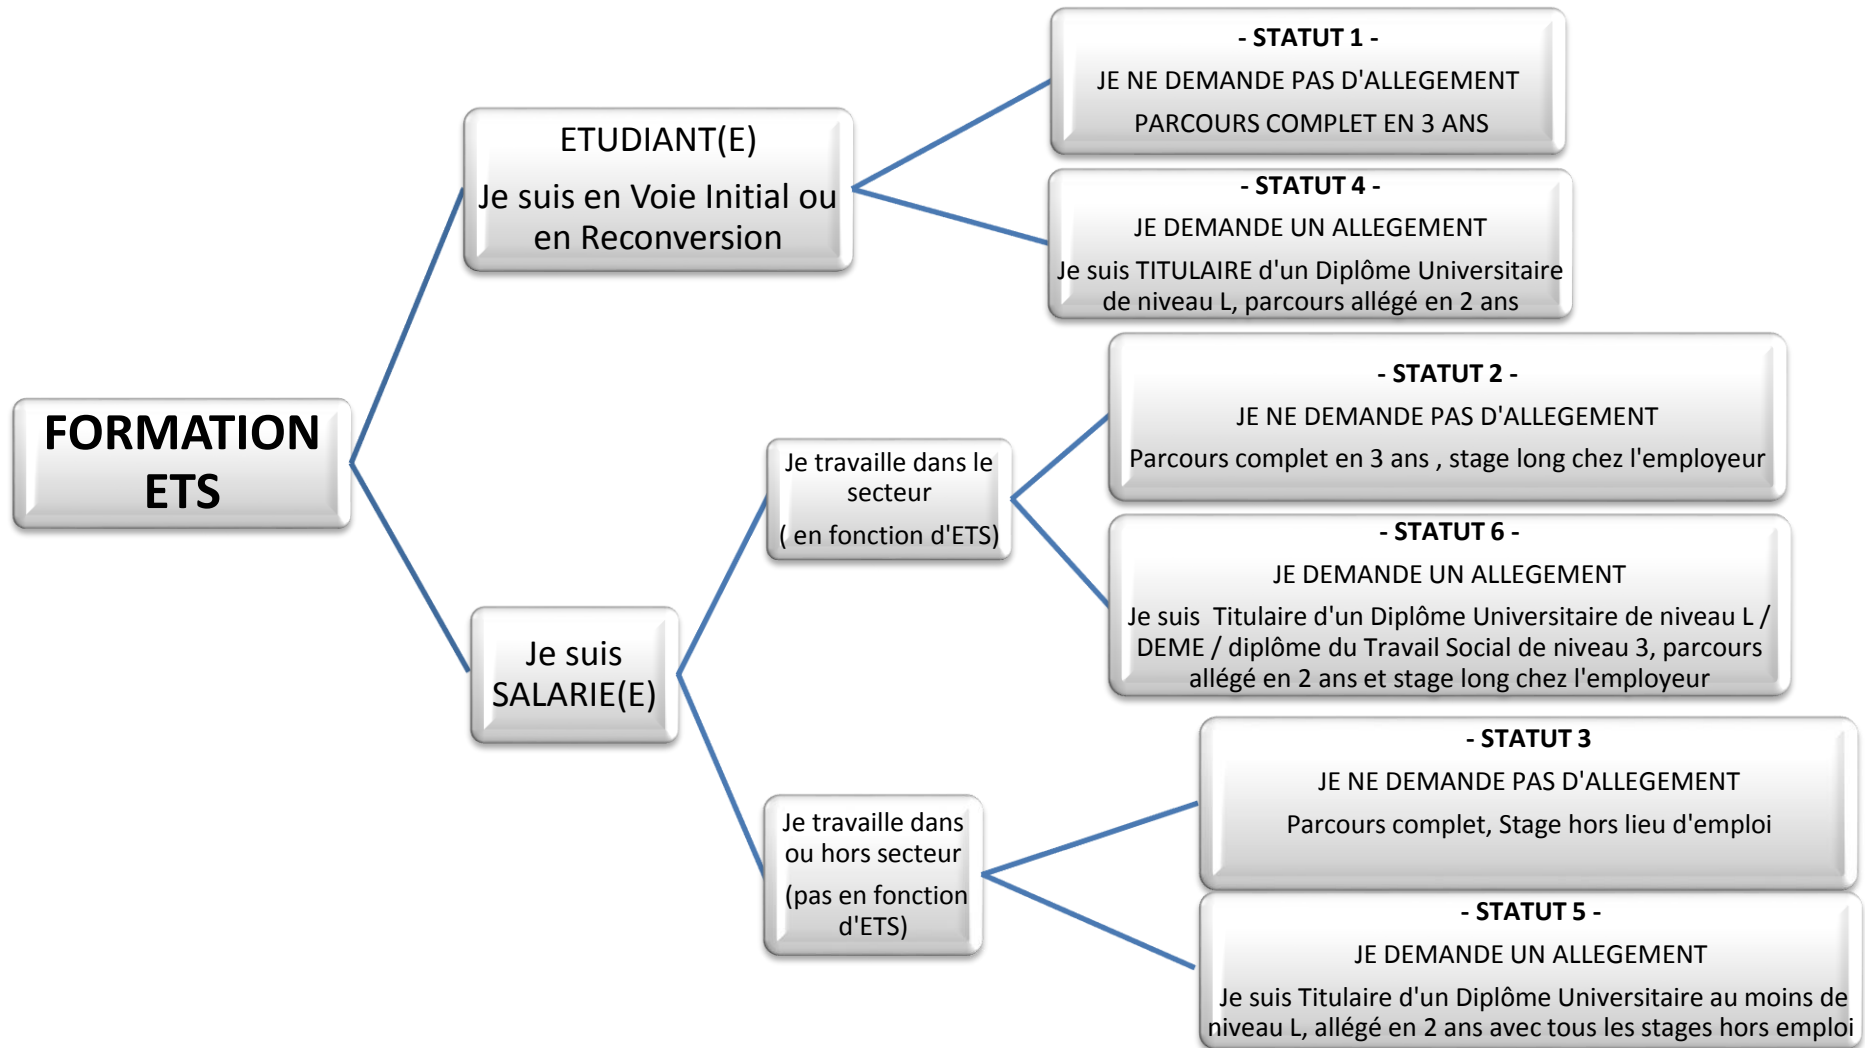 FORMATION
ETS
ETUDIANT(E)
Je suis en Voie Initial ou
en Reconversion
- STATUT 1 -
JE NE DEMANDE PAS D'ALLEGEMENT
PARCOURS COMPLET EN 3 ANS
- STATUT 4 -
JE DEMANDE UN ALLEGEMENT
Je suis TITULAIRE d'un Diplôme Universitaire
de niveau L, parcours allégé en 2 ans
Je suis
SALARIE(E)
Je travaille dans le
secteur
( en fonction d'ETS)
- STATUT 2 -
JE NE DEMANDE PAS D'ALLEGEMENT
Parcours complet en 3 ans , stage long chez l'employeur
- STATUT 6 -
JE DEMANDE UN ALLEGEMENT
Je suis  Titulaire d'un Diplôme Universitaire de niveau L /
DEME / diplôme du Travail Social de niveau 3, parcours
allégé en 2 ans et stage long chez l'employeur
Je travaille dans
ou hors secteur
(pas en fonction
d'ETS)
- STATUT 3
JE NE DEMANDE PAS D'ALLEGEMENT
Parcours complet, Stage hors lieu d'emploi
- STATUT 5 -
JE DEMANDE UN ALLEGEMENT
Je suis Titulaire d'un Diplôme Universitaire au moins de
niveau L, allégé en 2 ans avec tous les stages hors emploi